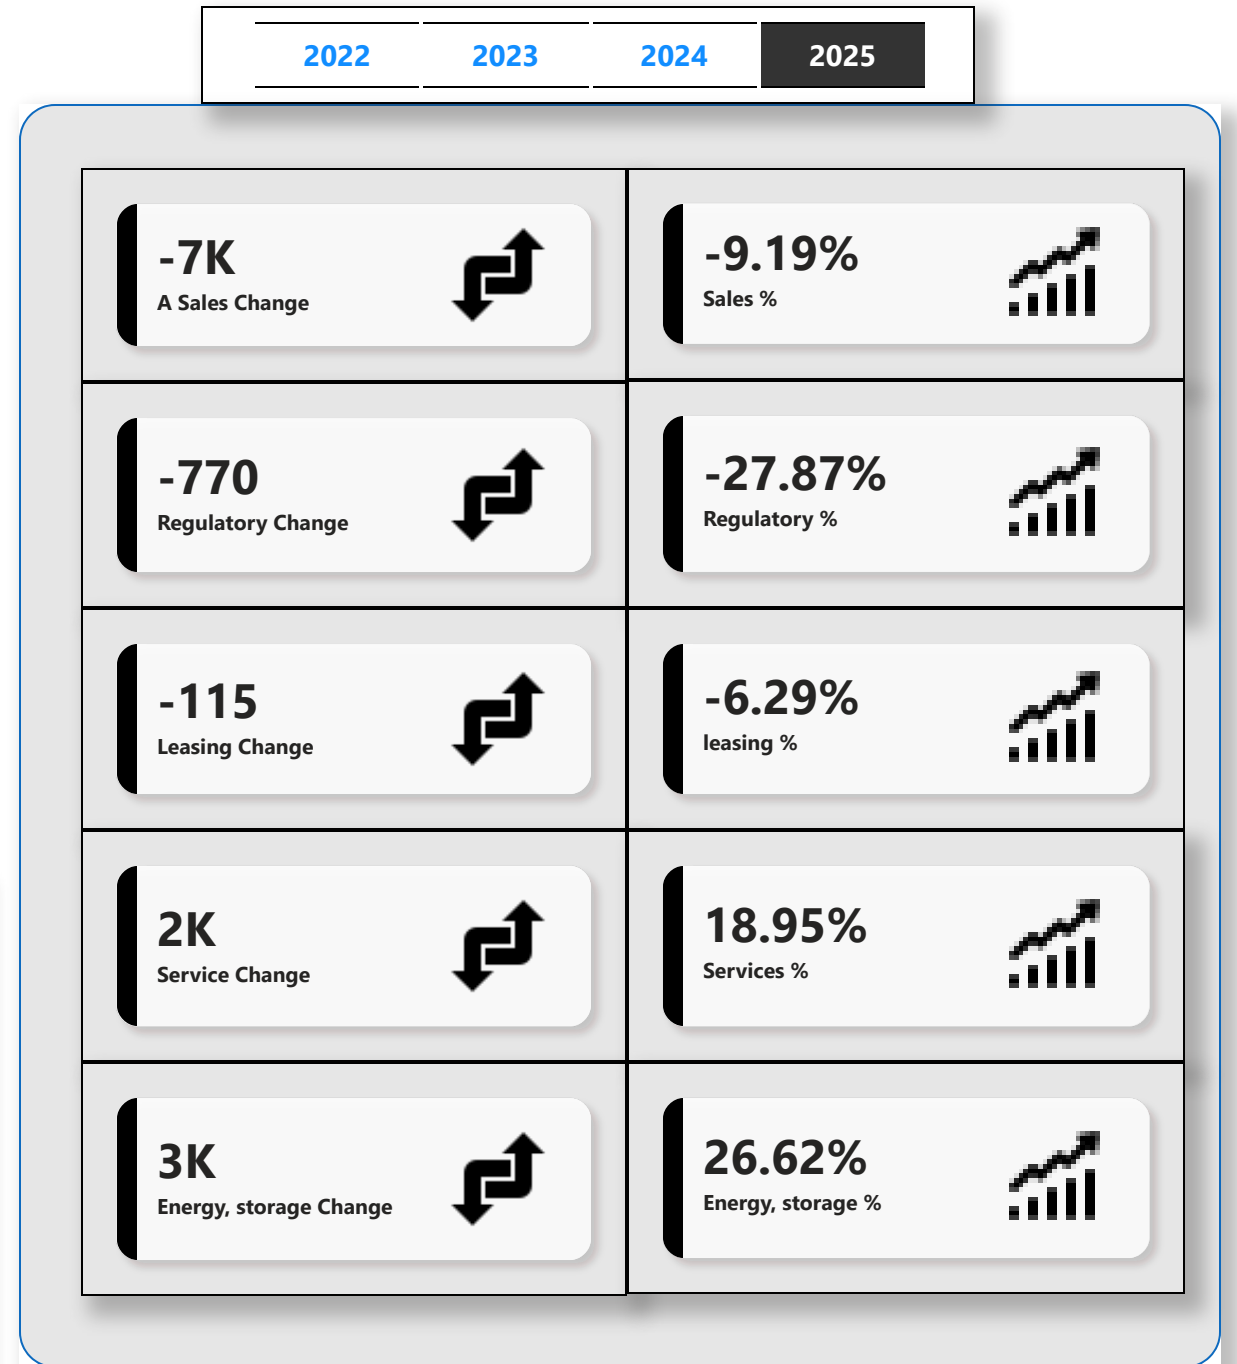 2022 2023 2024 2025
-7K
A Sales Change
-9.19%
Sales %
-770
Regulatory Change
-27.87%
Regulatory %
-115
Leasing Change
-6.29%
leasing %
2K
Service Change
18.95%
Services %
3K
Energy, storage Change
26.62%
Energy, storage %